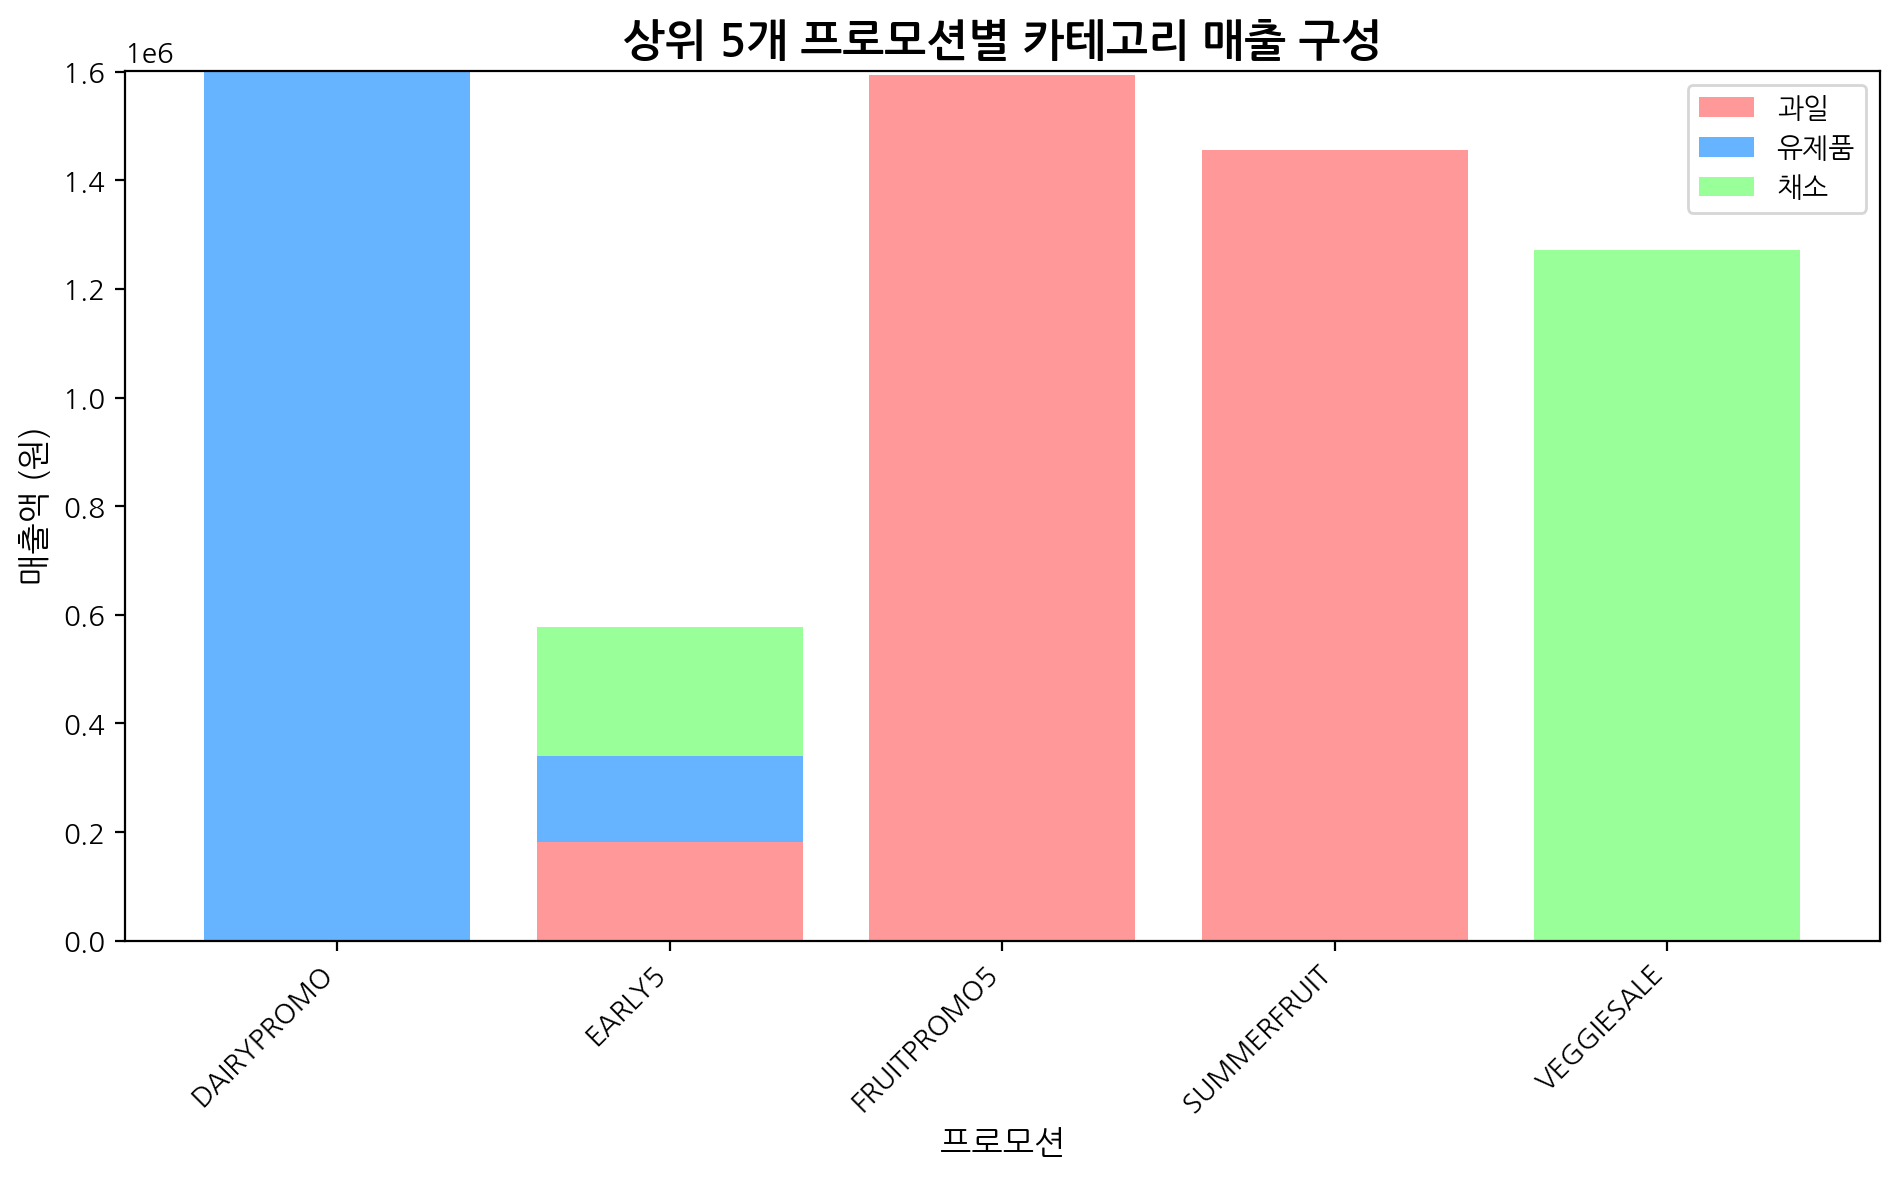 상위 5개 프로모션별 카테고리 매출 구성
1e6
1.6
1.4
1.2
1.0
0.8
0.6
0.4
0.2
0.0
매출액 (원)
과일
유제품
채소
DAIRYPROMO
EARLY5
FRUITPROMO5
SUMMERFRUIT
VEGGIESALE
프로모션